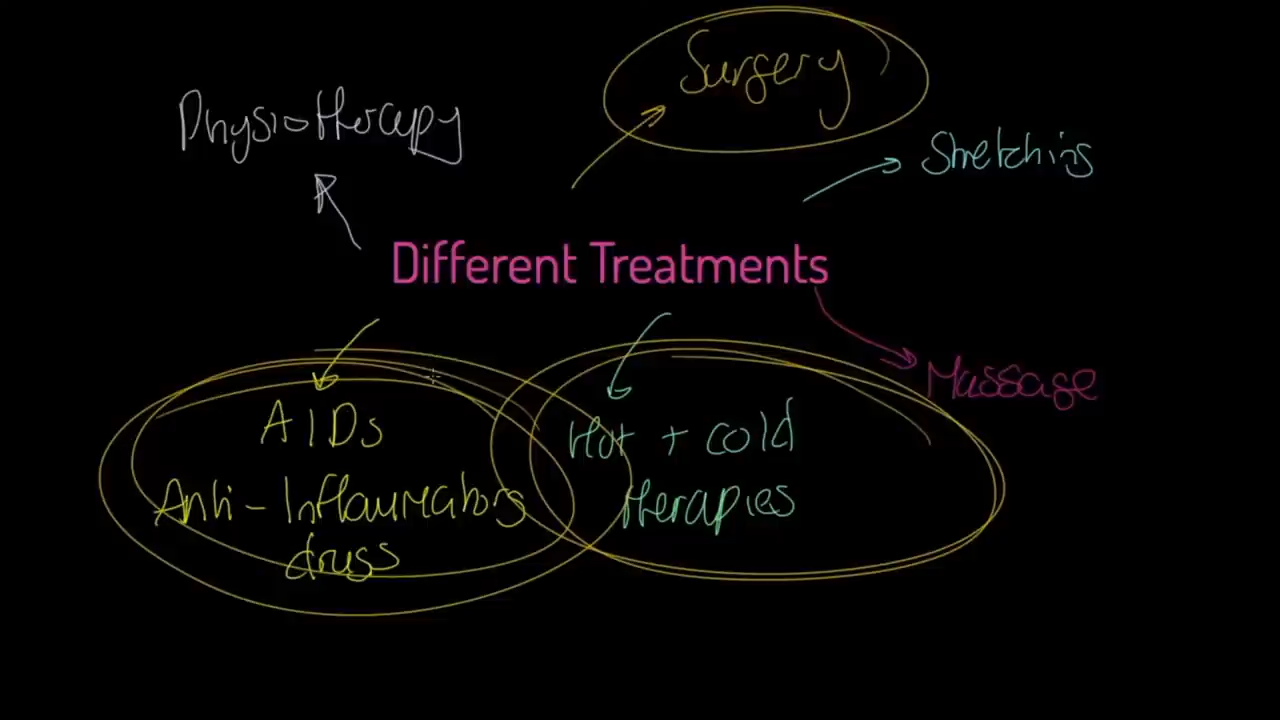 Surgery
Physiotherapy
Stretching
Different Treatments
Massage
AIDs
Hot + cold
Anti-Inflammatory
therapies
drugs